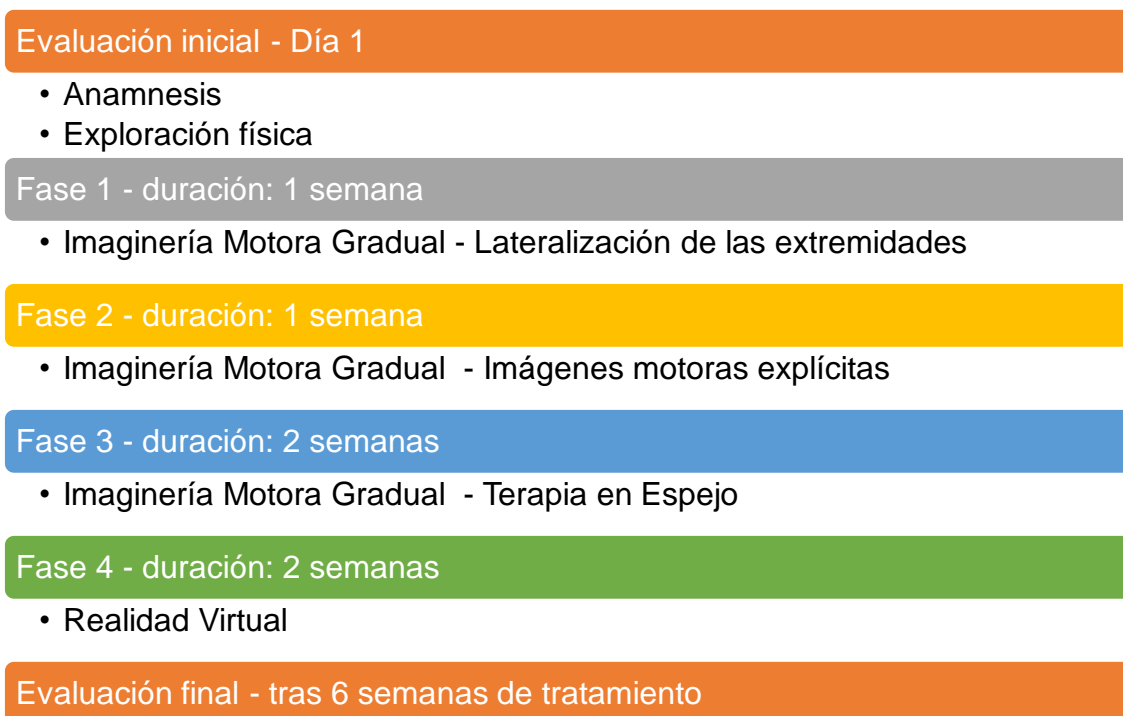 Evaluación inicial - Día 1
• Anamnesis
• Exploración física
Fase 1 - duración: 1 semana
• Imaginería Motora Gradual - Lateralización de las extremidades
Fase 2 - duración: 1 semana
• Imaginería Motora Gradual - Imágenes motoras explícitas
Fase 3 - duración: 2 semanas
• Imaginería Motora Gradual - Terapia en Espejo
Fase 4 - duración: 2 semanas
• Realidad Virtual
Evaluación final - tras 6 semanas de tratamiento